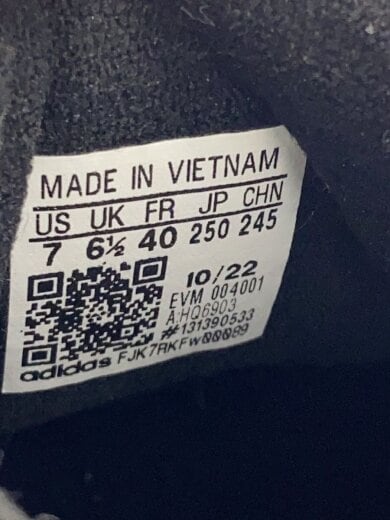 MADE IN VIETNAM
US UK FR JP CHN
7 6½ 40 250 245
10/22
EVM 004001
A:HQ6903
#131390533
adidas FJK7RKFW00089